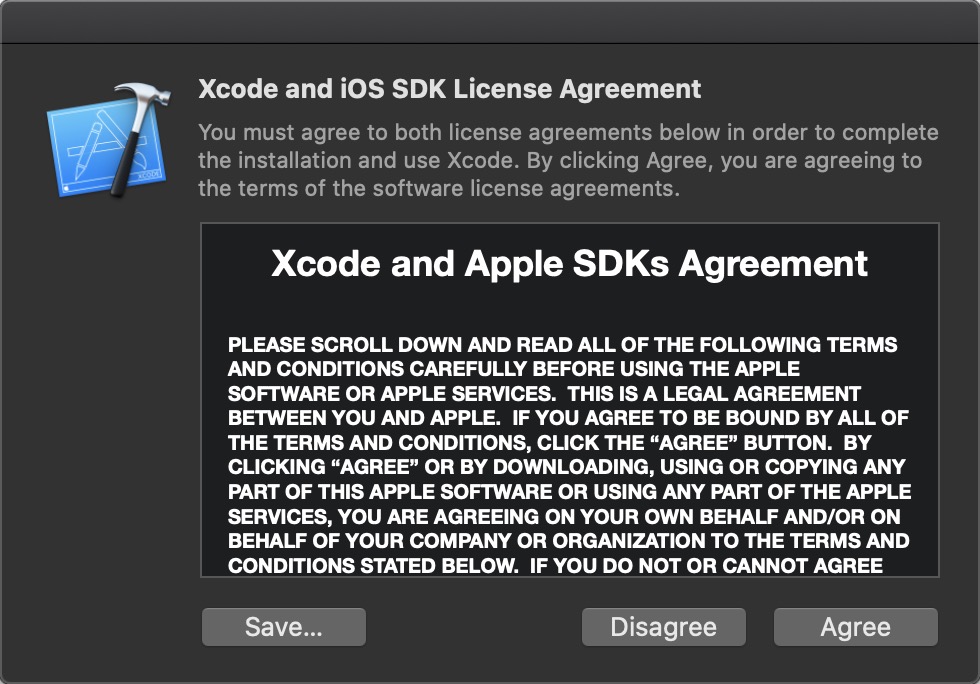 Xcode and iOS SDK License Agreement
You must agree to both license agreements below in order to complete
the installation and use Xcode. By clicking Agree, you are agreeing to
the terms of the software license agreements.
XCODE
Xcode and Apple SDKs Agreement
PLEASE SCROLL DOWN AND READ ALL OF THE FOLLOWING TERMS
AND CONDITIONS CAREFULLY BEFORE USING THE APPLE
SOFTWARE OR APPLE SERVICES.  THIS IS A LEGAL AGREEMENT
BETWEEN YOU AND APPLE.  IF YOU AGREE TO BE BOUND BY ALL OF
THE TERMS AND CONDITIONS, CLICK THE “AGREE” BUTTON.  BY
CLICKING “AGREE” OR BY DOWNLOADING, USING OR COPYING ANY
PART OF THIS APPLE SOFTWARE OR USING ANY PART OF THE APPLE
SERVICES, YOU ARE AGREEING ON YOUR OWN BEHALF AND/OR ON
BEHALF OF YOUR COMPANY OR ORGANIZATION TO THE TERMS AND
CONDITIONS STATED BELOW.  IF YOU DO NOT OR CANNOT AGREE
Save...
Disagree
Agree